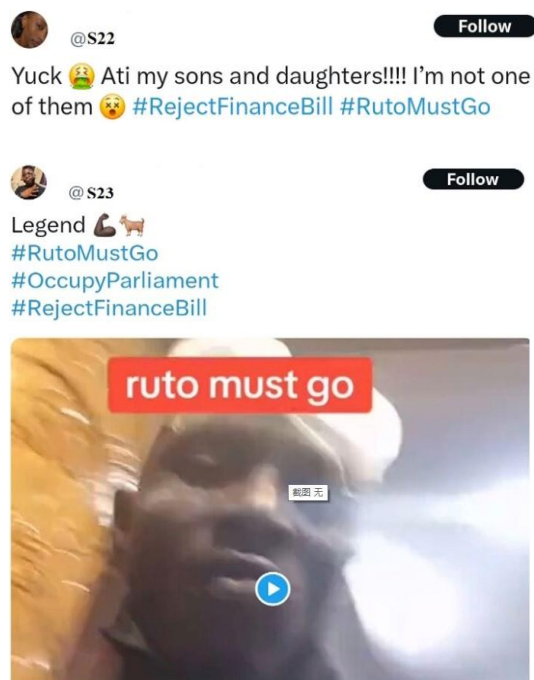 @S22
Follow
Yuck 🤮 Ati my sons and daughters!!!! I’m not one
of them 😵 #RejectFinanceBill #RutoMustGo
@S23
Follow
Legend 💪🏿🐐
#RutoMustGo
#OccupyParliament
#RejectFinanceBill
ruto must go
截图 无